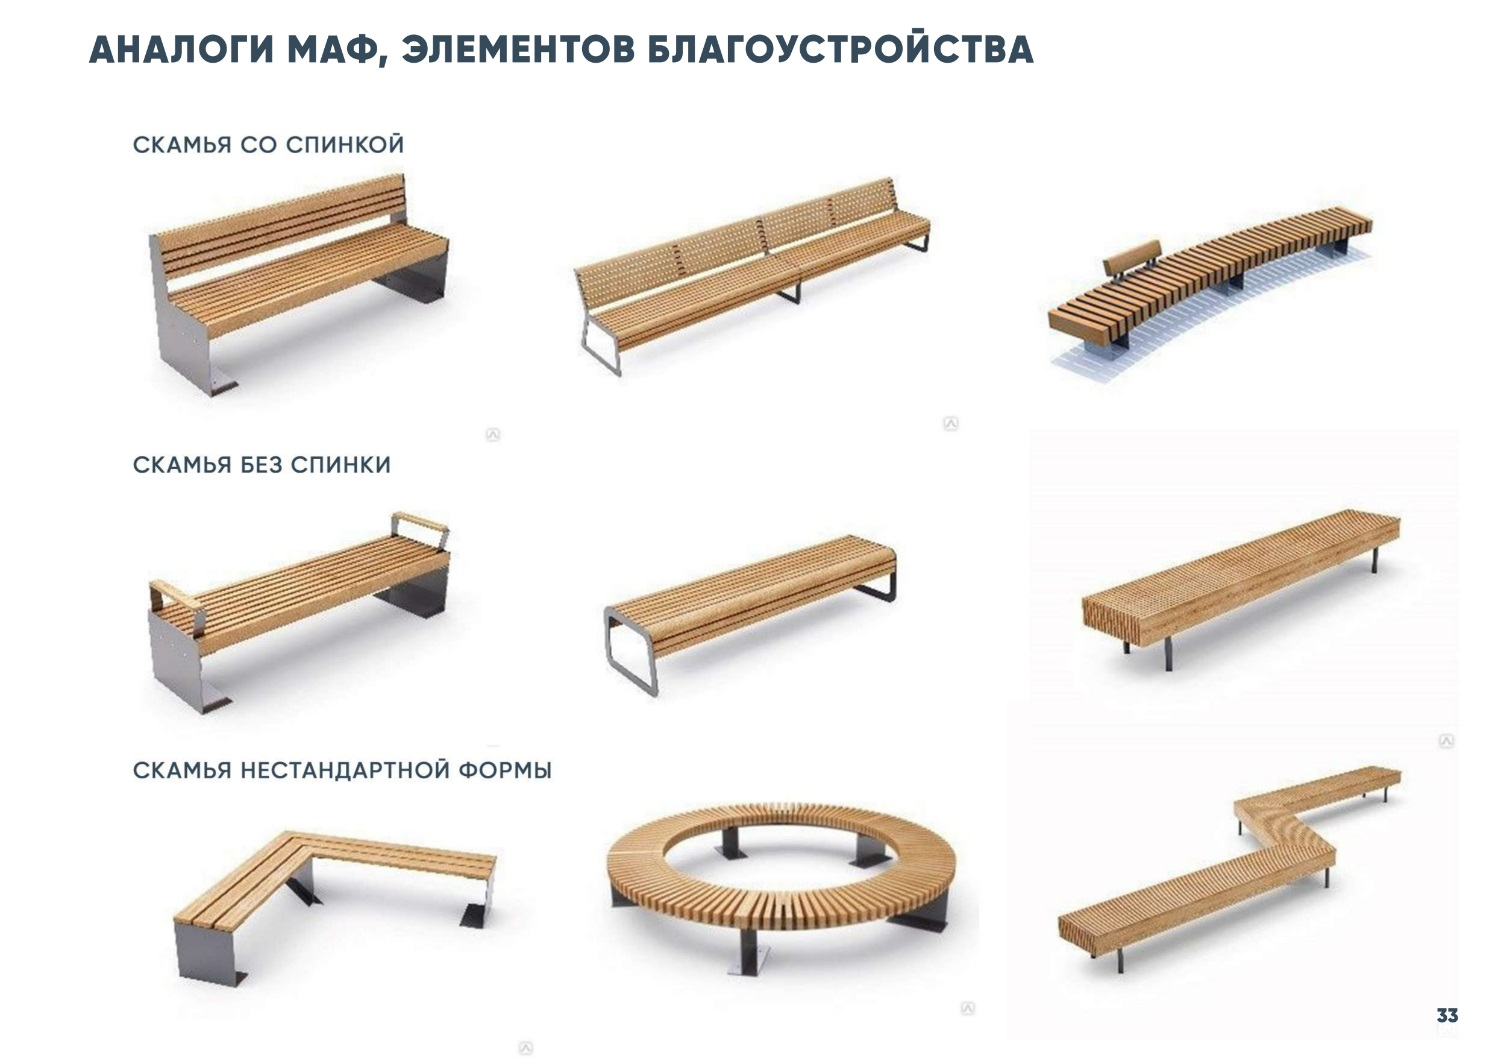 АНАЛОГИ МАФ, ЭЛЕМЕНТОВ БЛАГОУСТРОЙСТВА
СКАМЬЯ СО СПИНКОЙ
СКАМЬЯ БЕЗ СПИНКИ
СКАМЬЯ НЕСТАНДАРТНОЙ ФОРМЫ
33